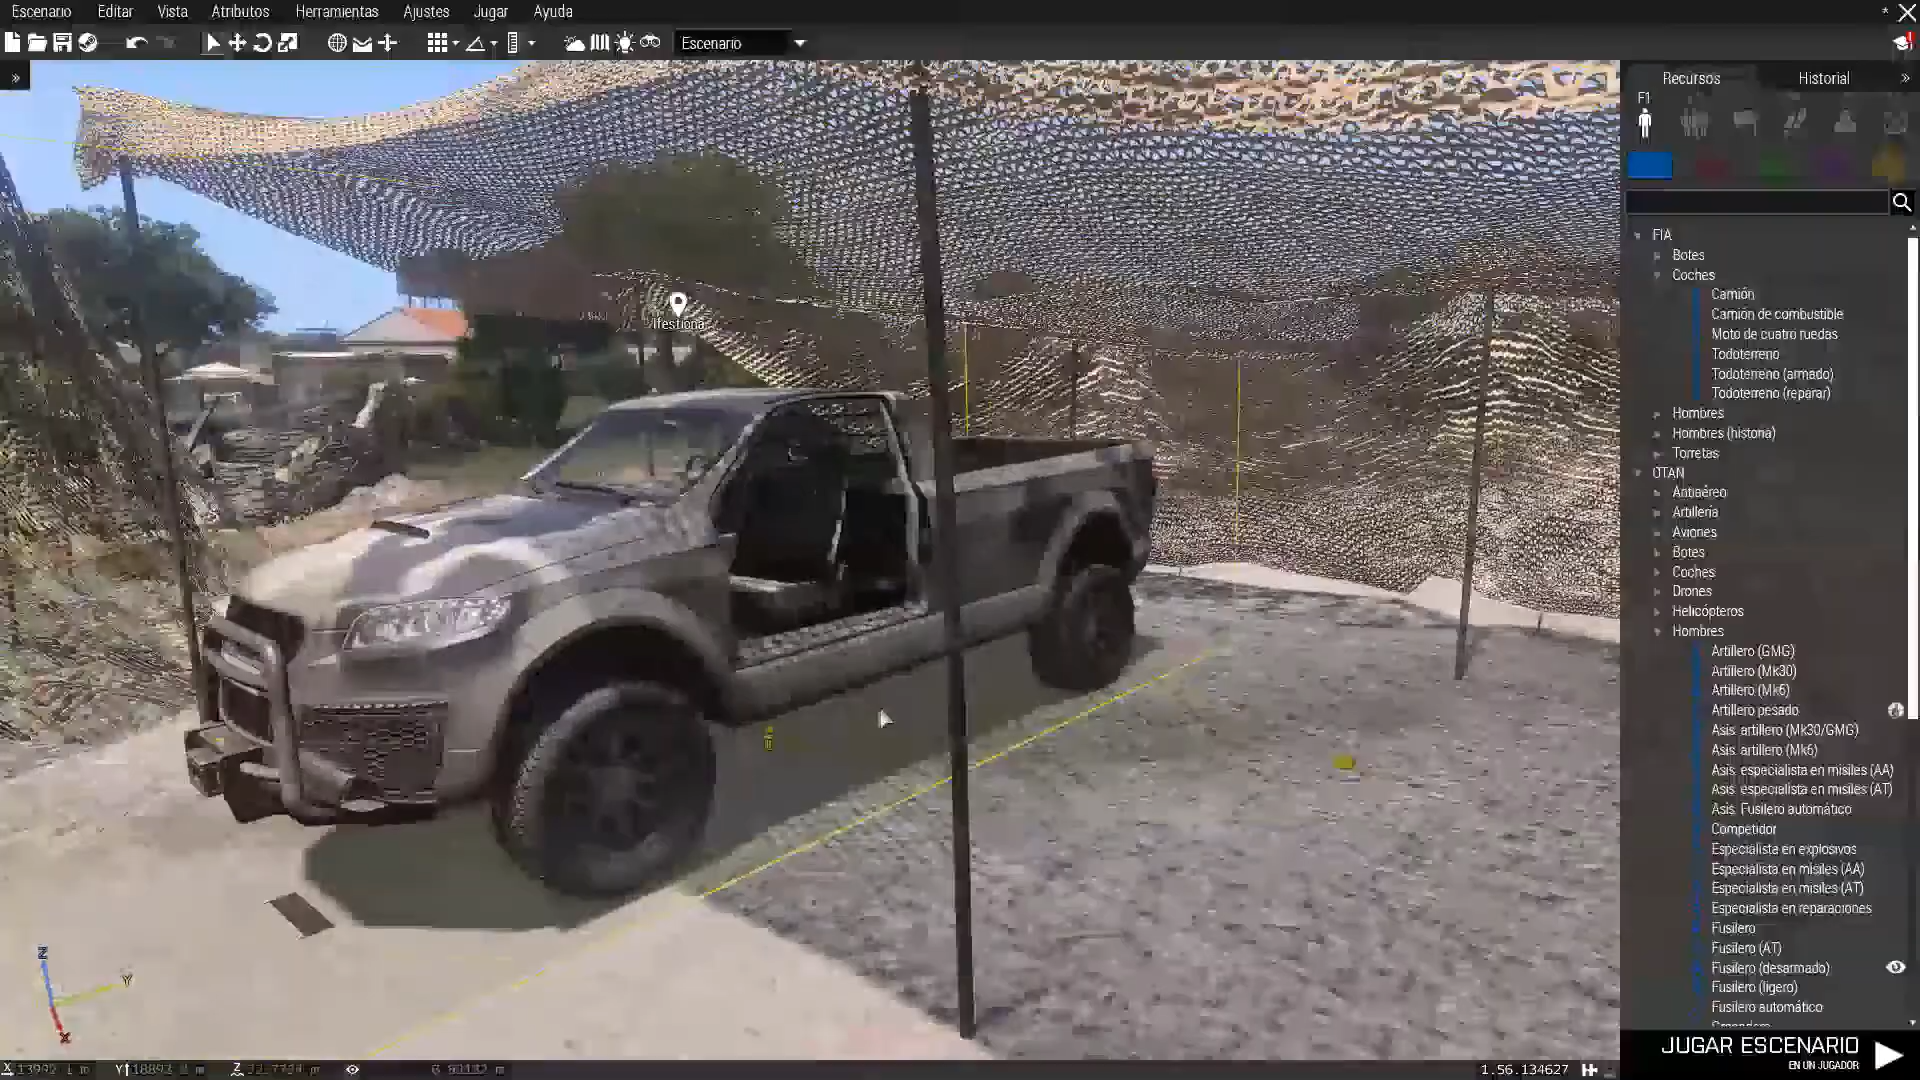 Escenario Editar Vista Atributos Herramientas Ajustes Jugar Ayuda
Escenario
Recursos Historial
F1
Ifestiona
FIA
Botes
Coches
Camión
Camión de combustible
Moto de cuatro ruedas
Todoterreno
Todoterreno (armado)
Todoterreno (reparar)
Hombres
Hombres (historia)
Torretas
OTAN
Antiaéreo
Artillería
Aviones
Botes
Coches
Drones
Helicópteros
Hombres
Artillero (GMG)
Artillero (Mk30)
Artillero (Mk6)
Artillero pesado
Asis. artillero (Mk30/GMG)
Asis. artillero (Mk6)
Asis. especialista en misiles (AA)
Asis. especialista en misiles (AT)
Asis. Fusilero automático
Competidor
Especialista en explosivos
Especialista en misiles (AA)
Especialista en misiles (AT)
Especialista en reparaciones
Fusilero
Fusilero (AT)
Fusilero (desarmado)
Fusilero (ligero)
Fusilero automático
JUGAR ESCENARIO
EN UN JUGADOR
Z
Y
X
X Y Z
1.56.134627